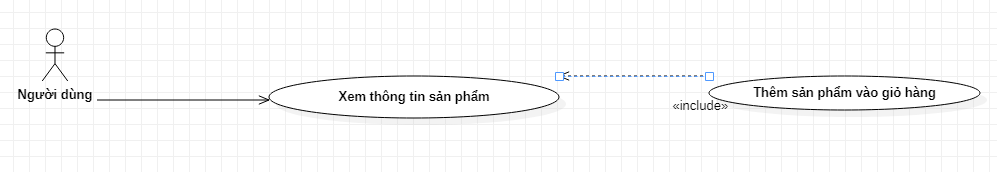 Người dùng
Xem thông tin sản phẩm
Thêm sản phẩm vào giỏ hàng
«include»